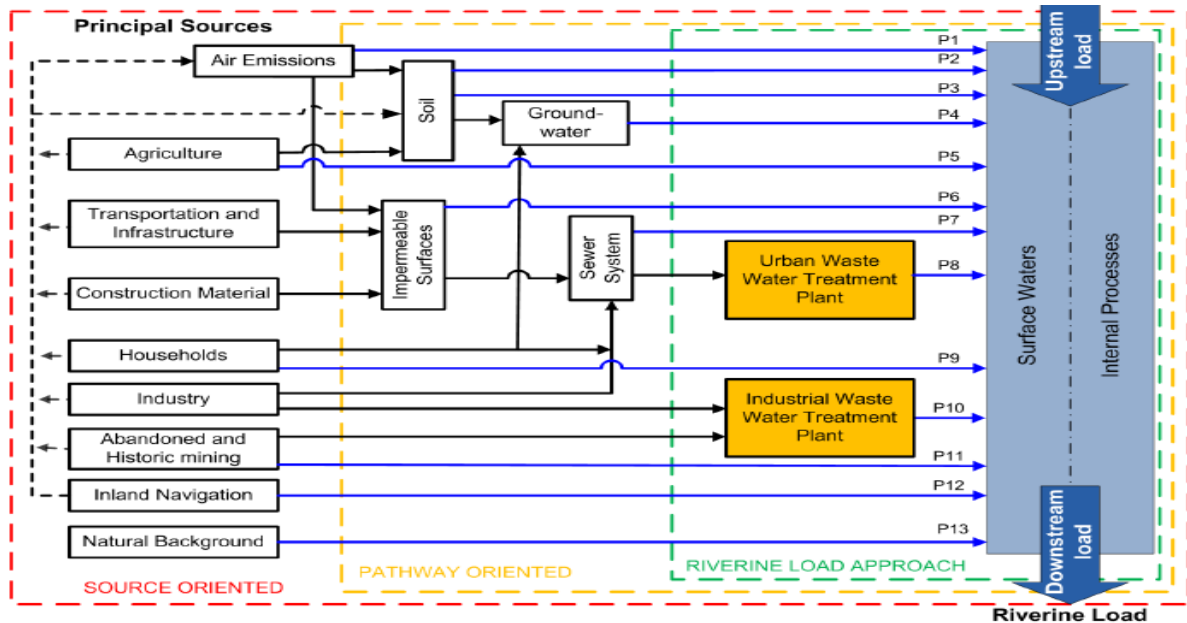 Principal Sources
Air Emissions
Agriculture
Transportation and
Infrastructure
Construction Material
Households
Industry
Abandoned and
Historic mining
Inland Navigation
Natural Background
SOURCE ORIENTED
Soil
Ground-
water
Impermeable
Surfaces
Sewer
System
PATHWAY ORIENTED
Urban Waste
Water Treatment
Plant
Industrial Waste
Water Treatment
Plant
RIVERINE LOAD APPROACH
P1
P2
P3
P4
P5
P6
P7
P8
P9
P10
P11
P12
P13
Upstream
load
Surface Waters
Internal Processes
Downstream
load
Riverine Load